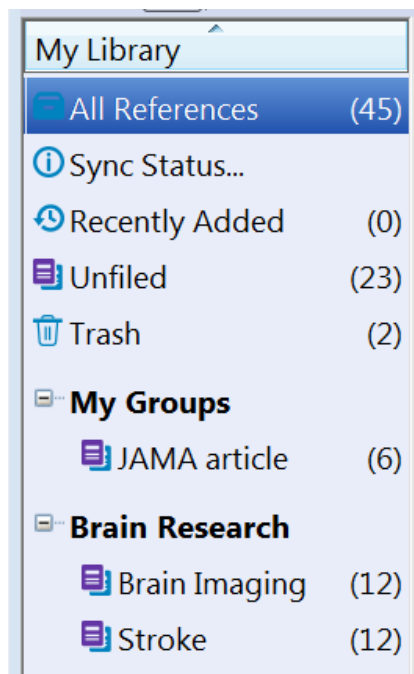 My Library
All References (45)
Sync Status...
Recently Added (0)
Unfiled (23)
Trash (2)
My Groups
JAMA article (6)
Brain Research
Brain Imaging (12)
Stroke (12)